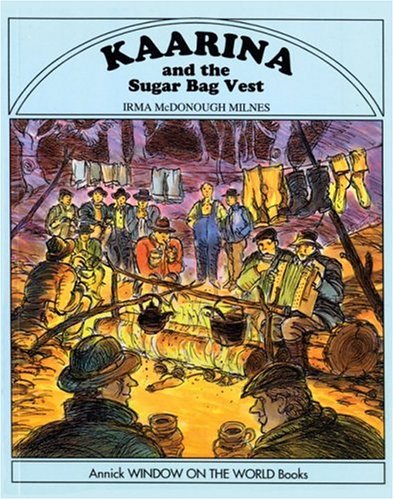 KAARINA
and the
Sugar Bag Vest
IRMA McDONOUGH MILNES
Annick WINDOW ON THE WORLD Books